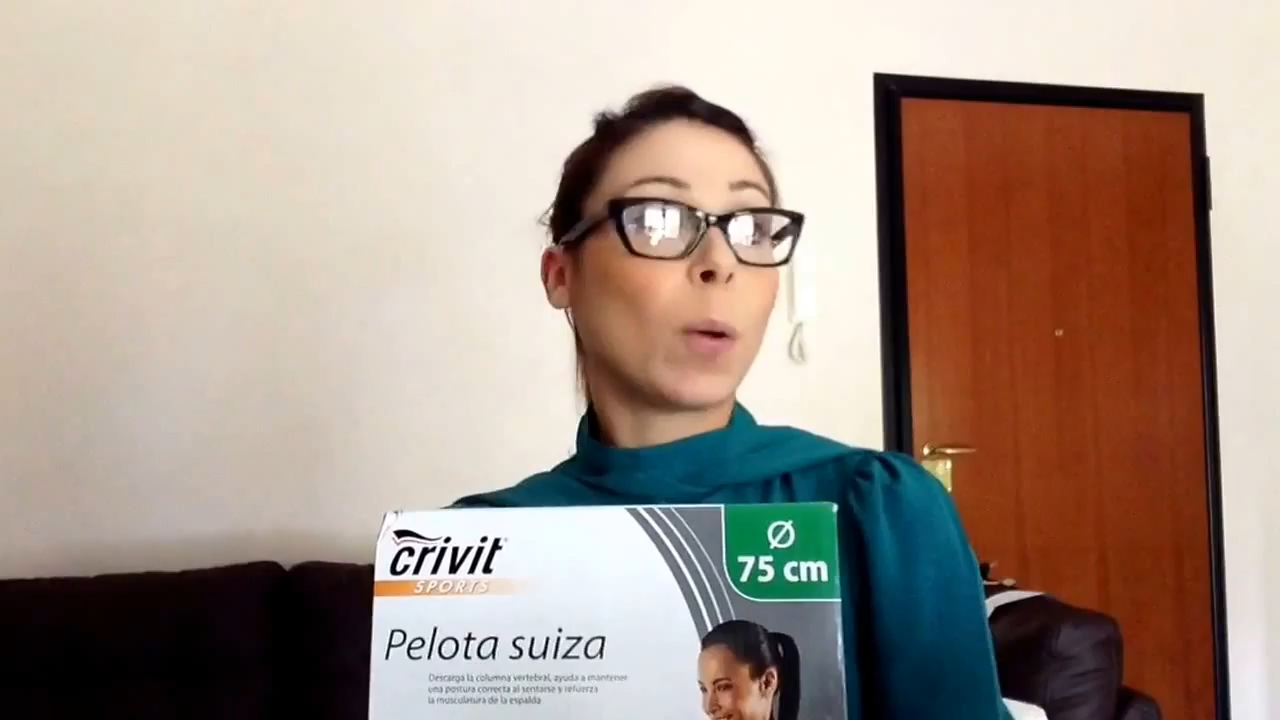 crivit
SPORTS
Ø
75 cm
Pelota suiza
Descarga la columna vertebral, ayuda a mantener
una postura correcta al sentarse y refuerza
la musculatura de la espalda